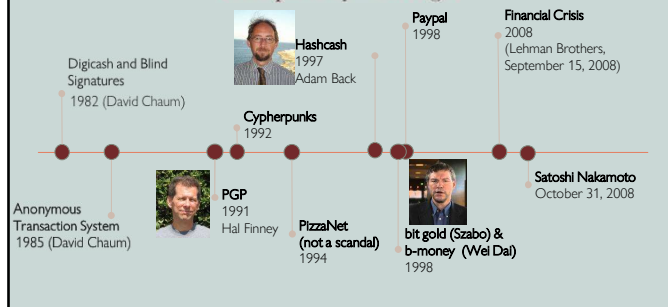 Digicash and Blind
Signatures
1982 (David Chaum)
Anonymous
Transaction System
1985 (David Chaum)
PGP
1991
Hal Finney
Cypherpunks
1992
PizzaNet
(not a scandal)
1994
Hashcash
1997
Adam Back
Paypal
1998
bit gold (Szabo) &
b-money (Wei Dai)
1998
Financial Crisis
2008
(Lehman Brothers,
September 15, 2008)
Satoshi Nakamoto
October 31, 2008